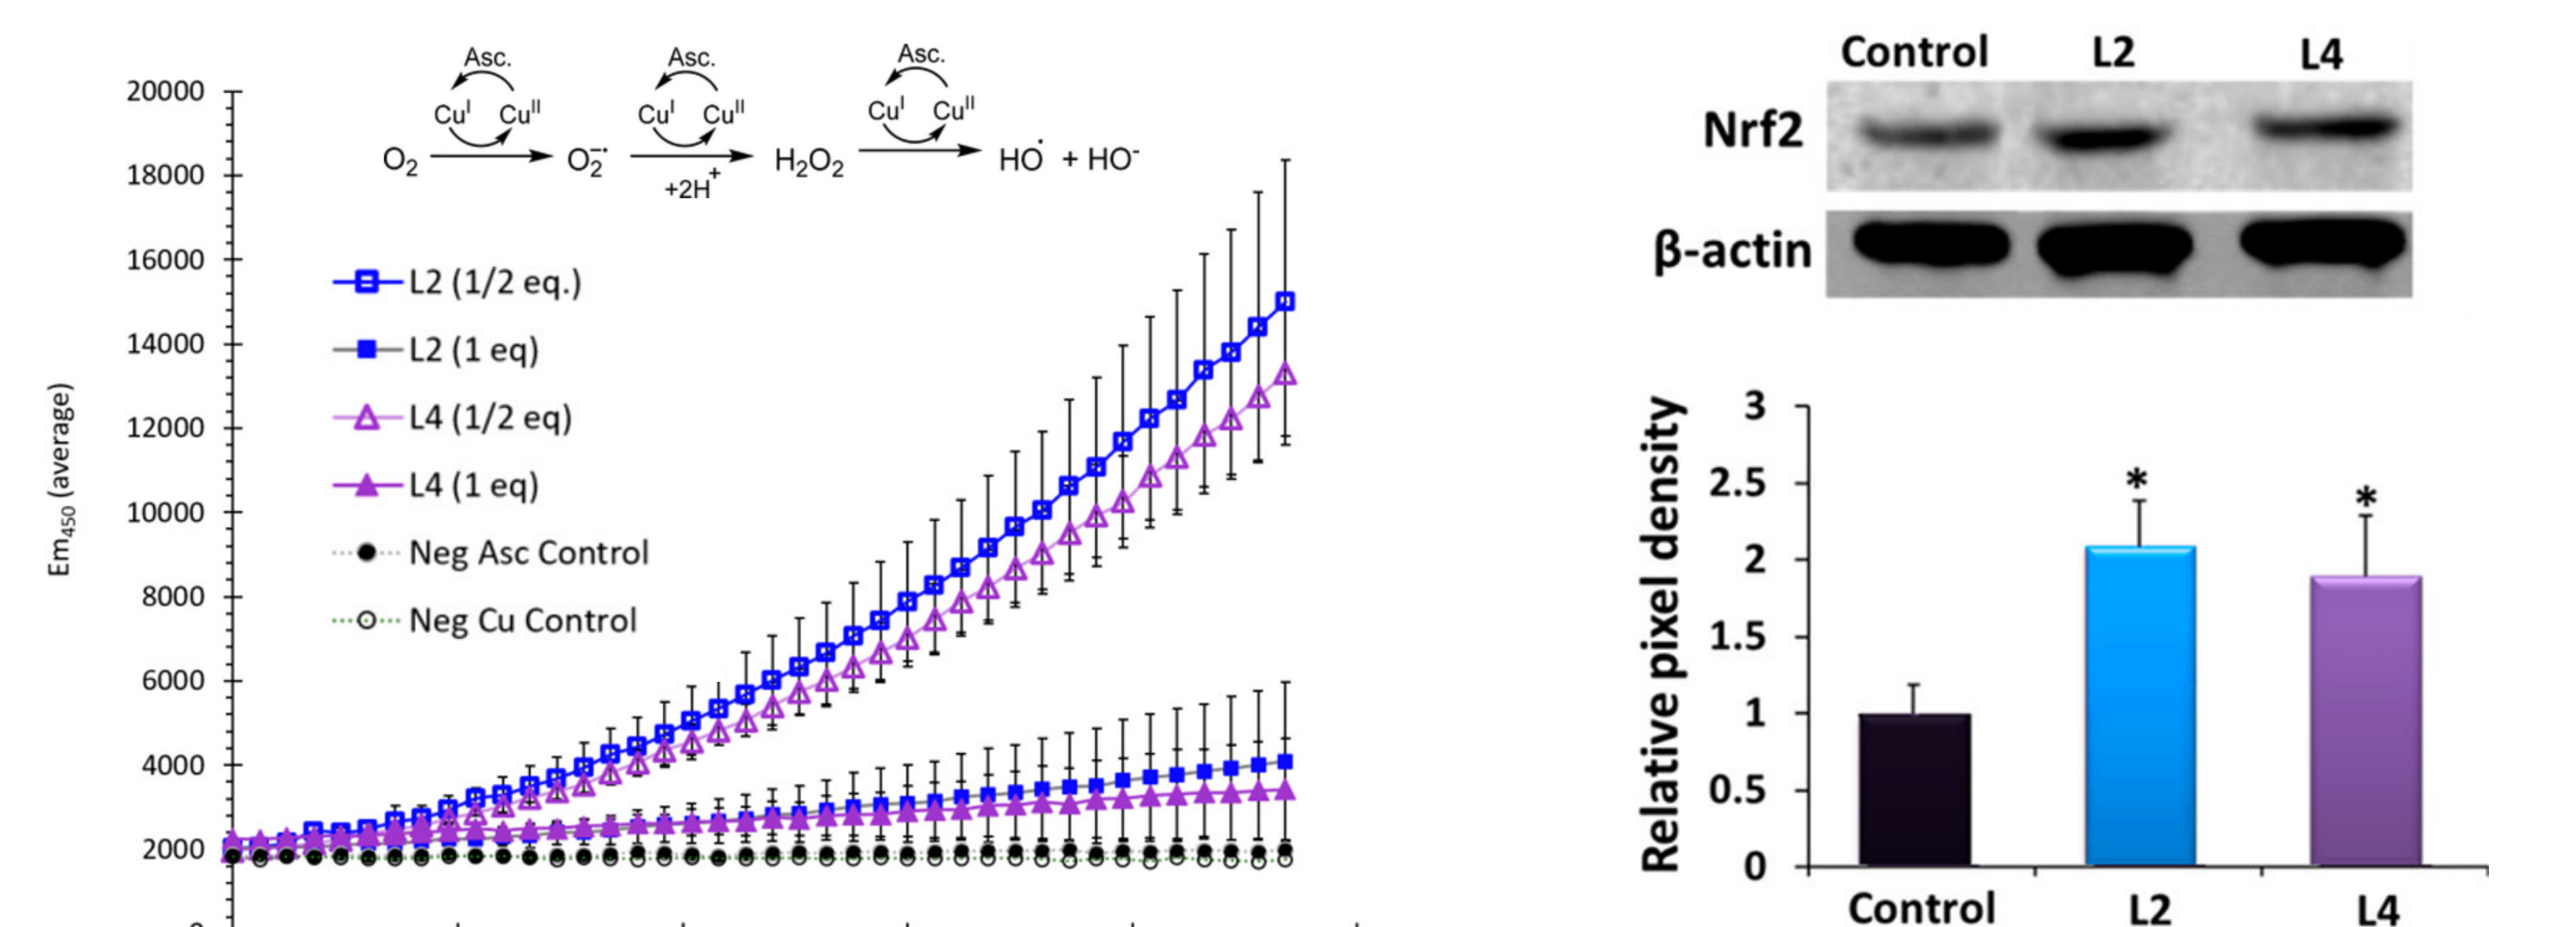 Asc. Asc. Asc.
Cu^I Cu^II Cu^I Cu^II Cu^I Cu^II
O2 O2^-• H2O2 HO• + HO-
+2H+
20000
18000
16000
14000
12000
10000
8000
6000
4000
2000
Em450 (average)
L2 (1/2 eq.)
L2 (1 eq)
L4 (1/2 eq)
L4 (1 eq)
Neg Asc Control
Neg Cu Control
Control L2 L4
Nrf2
β-actin
Relative pixel density
3
2.5
2
1.5
1
0.5
0
* *
Control L2 L4